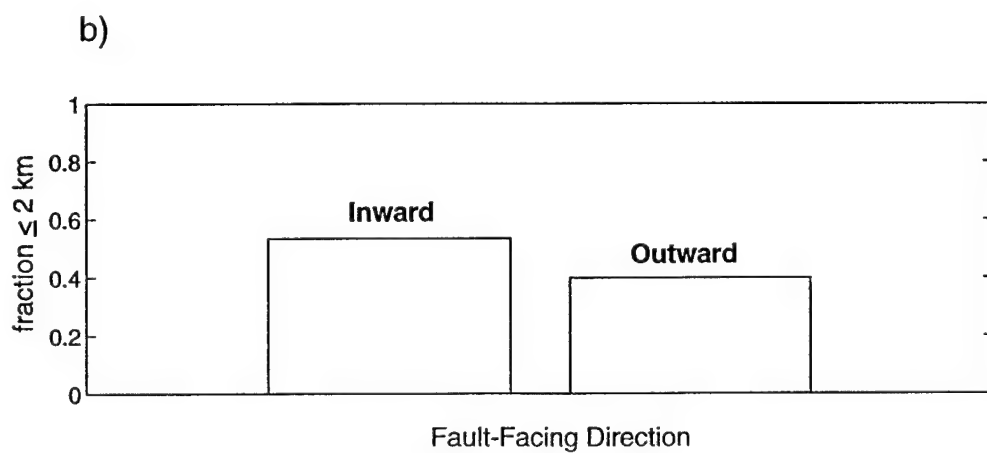 b)
1
0.8
0.6
0.4
0.2
0
fraction ≤ 2 km
Inward
Outward
Fault-Facing Direction